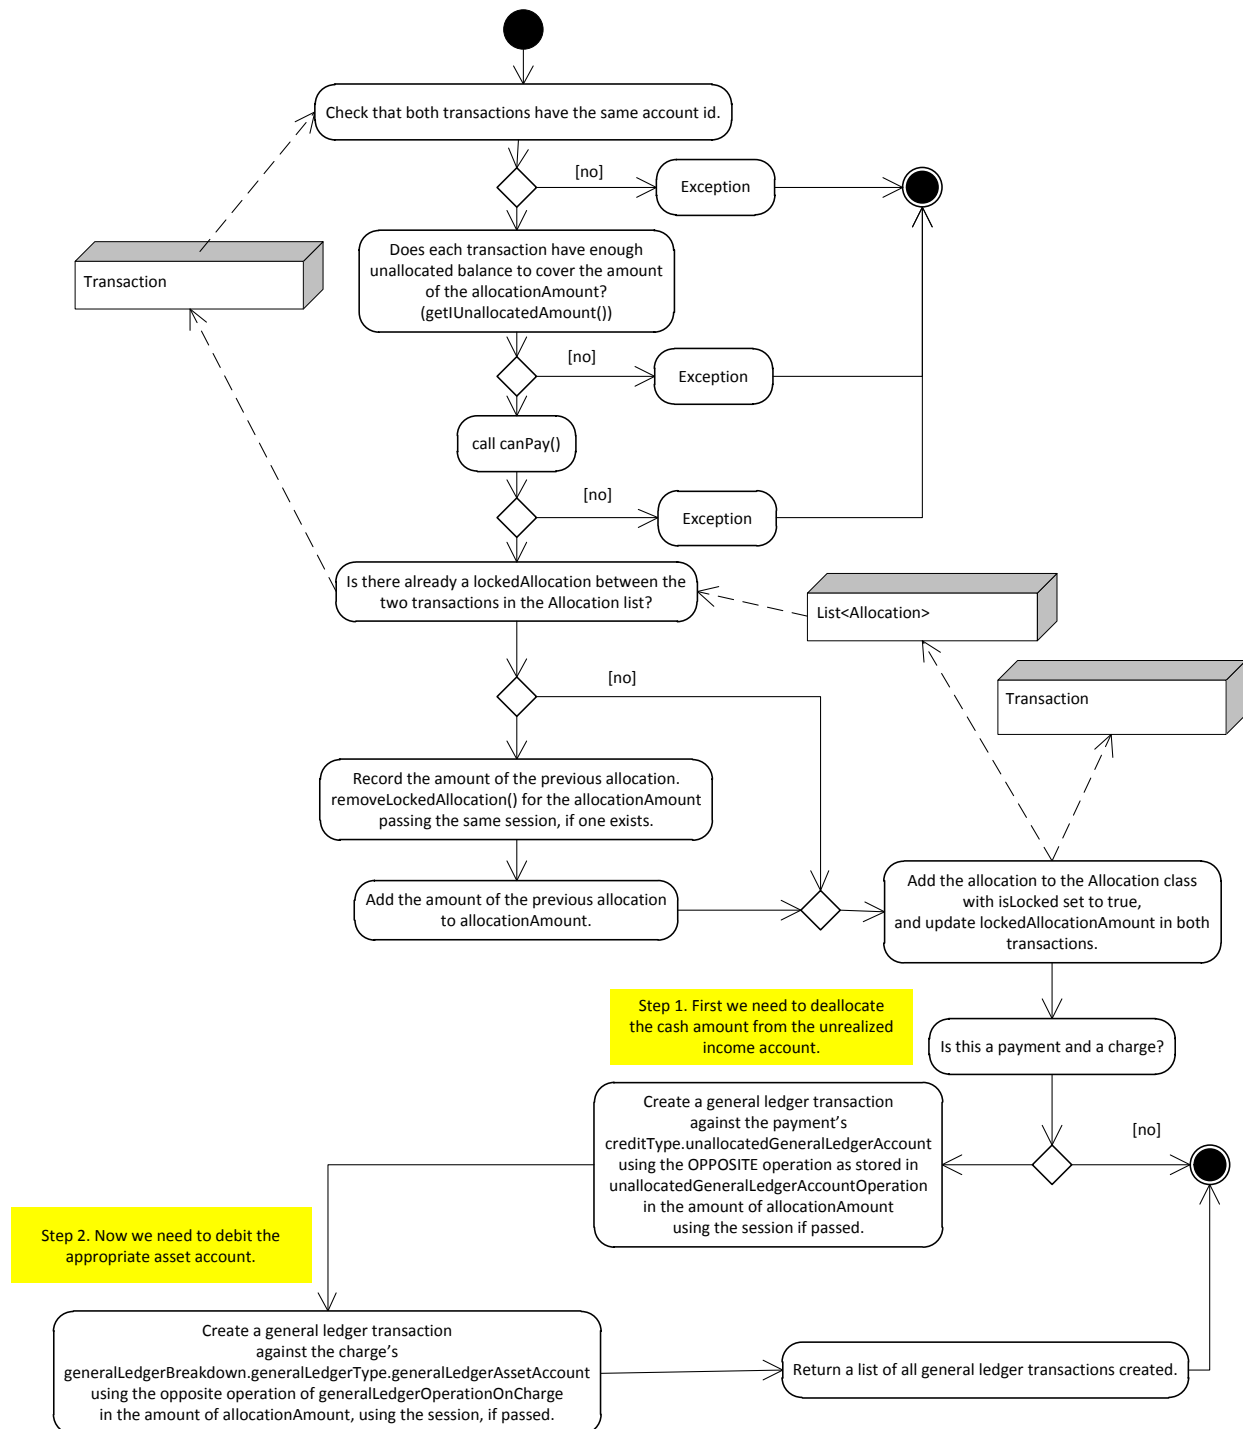 Check that both transactions have the same account id.
[no]
Exception
Does each transaction have enough
unallocated balance to cover the amount
of the allocationAmount?
(getIUnallocatedAmount())
Transaction
[no]
Exception
call canPay()
[no]
Exception
Is there already a lockedAllocation between the
two transactions in the Allocation list?
List<Allocation>
[no]
Transaction
Record the amount of the previous allocation.
removeLockedAllocation() for the allocationAmount
passing the same session, if one exists.
Add the amount of the previous allocation
to allocationAmount.
Add the allocation to the Allocation class
with isLocked set to true,
and update lockedAllocationAmount in both
transactions.
Step 1. First we need to deallocate
the cash amount from the unrealized
income account.
Is this a payment and a charge?
Create a general ledger transaction
against the payment's
creditType.unallocatedGeneralLedgerAccount
using the OPPOSITE operation as stored in
unallocatedGeneralLedgerAccountOperation
in the amount of allocationAmount
using the session if passed.
[no]
Step 2. Now we need to debit the
appropriate asset account.
Create a general ledger transaction
against the charge's
generalLedgerBreakdown.generalLedgerType.generalLedgerAssetAccount
using the opposite operation of generalLedgerOperationOnCharge
in the amount of allocationAmount, using the session, if passed.
Return a list of all general ledger transactions created.